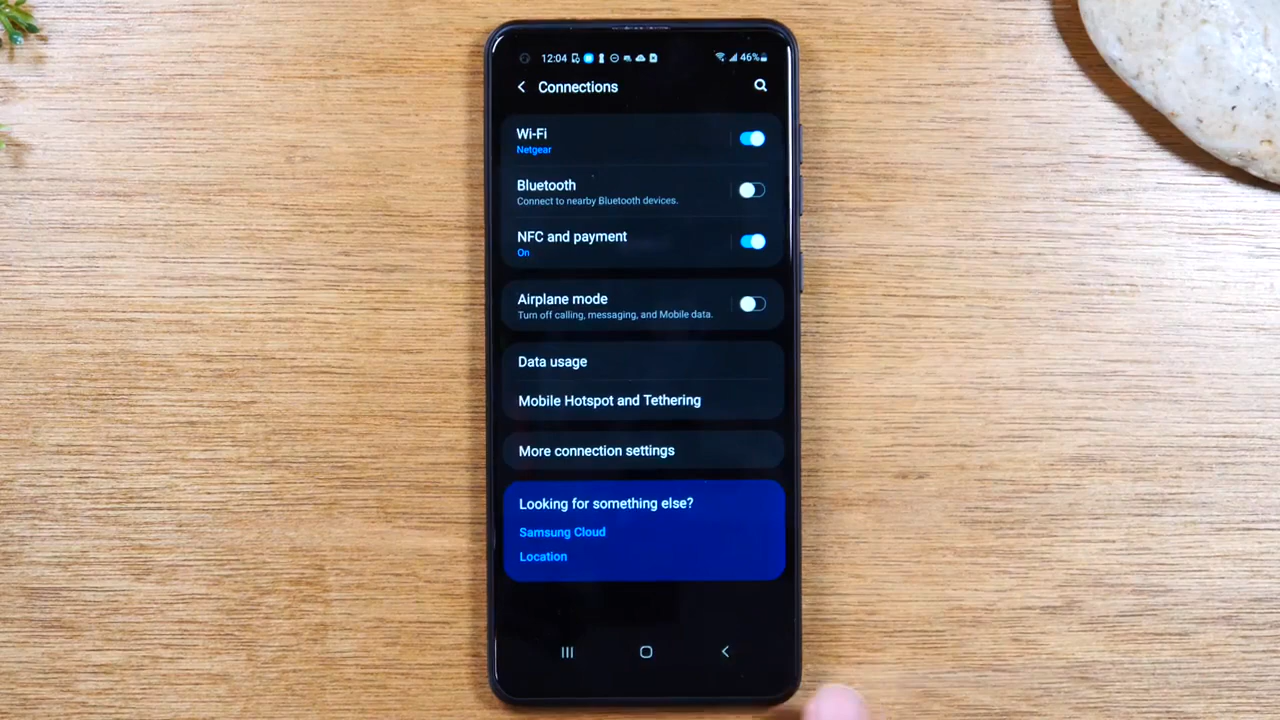 12:04 46%
Connections
Wi-Fi
Netgear
Bluetooth
Connect to nearby Bluetooth devices.
NFC and payment
On
Airplane mode
Turn off calling, messaging, and Mobile data.
Data usage
Mobile Hotspot and Tethering
More connection settings
Looking for something else?
Samsung Cloud
Location